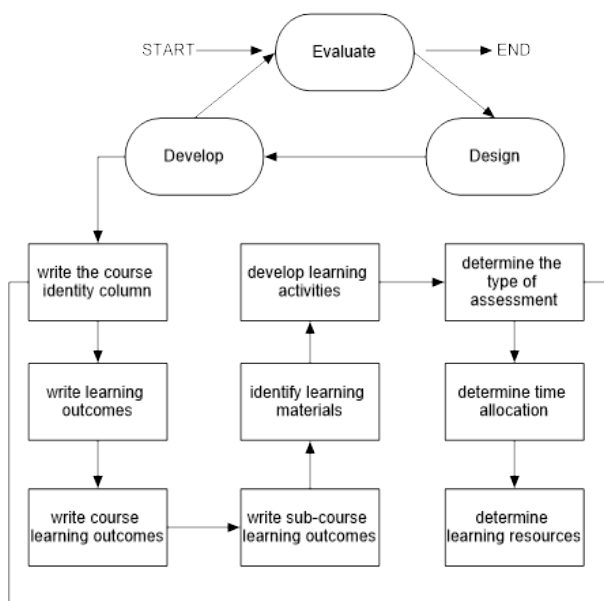 START
Evaluate
END
Develop
Design
write the course
identity column
develop learning
activities
determine the
type of
assessment
write learning
outcomes
identify learning
materials
determine time
allocation
write course
learning outcomes
write sub-course
learning outcomes
determine
learning resources